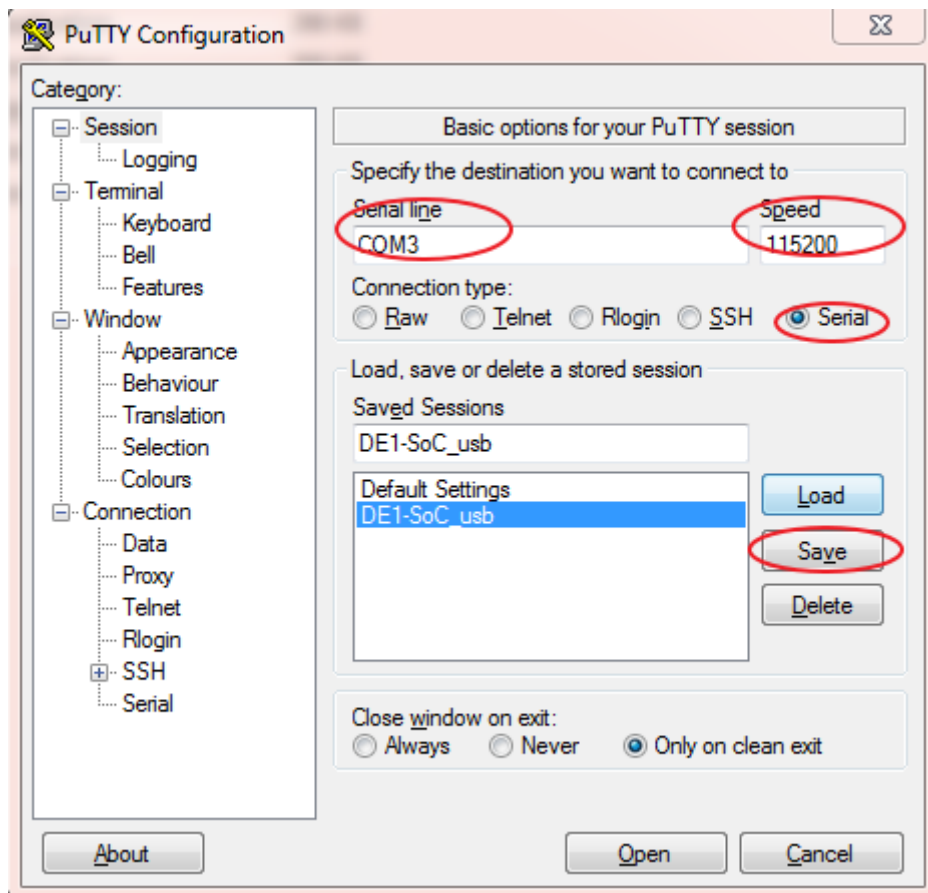 PuTTY Configuration
Category:
Session
Logging
Terminal
Keyboard
Bell
Features
Window
Appearance
Behaviour
Translation
Selection
Colours
Connection
Data
Proxy
Telnet
Rlogin
SSH
Serial
Basic options for your PuTTY session
Specify the destination you want to connect to
Serial line Speed
COM3 115200
Connection type:
Raw Telnet Rlogin SSH Serial
Load, save or delete a stored session
Saved Sessions
DE1-SoC_usb
Default Settings
DE1-SoC_usb
Load
Save
Delete
Close window on exit:
Always Never Only on clean exit
About Open Cancel